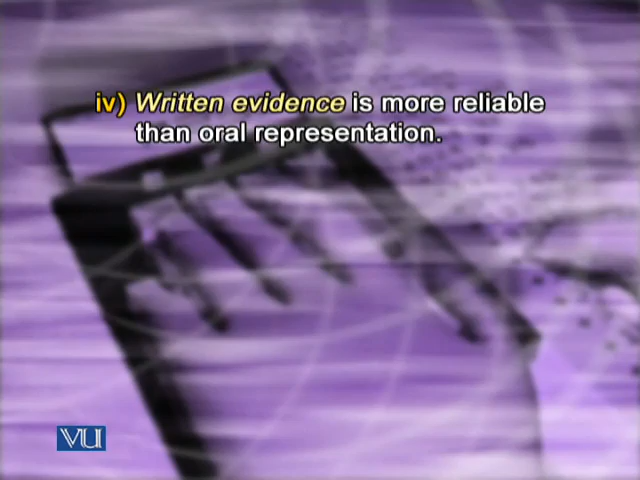 iv) Written evidence is more reliable
than oral representation.
VU